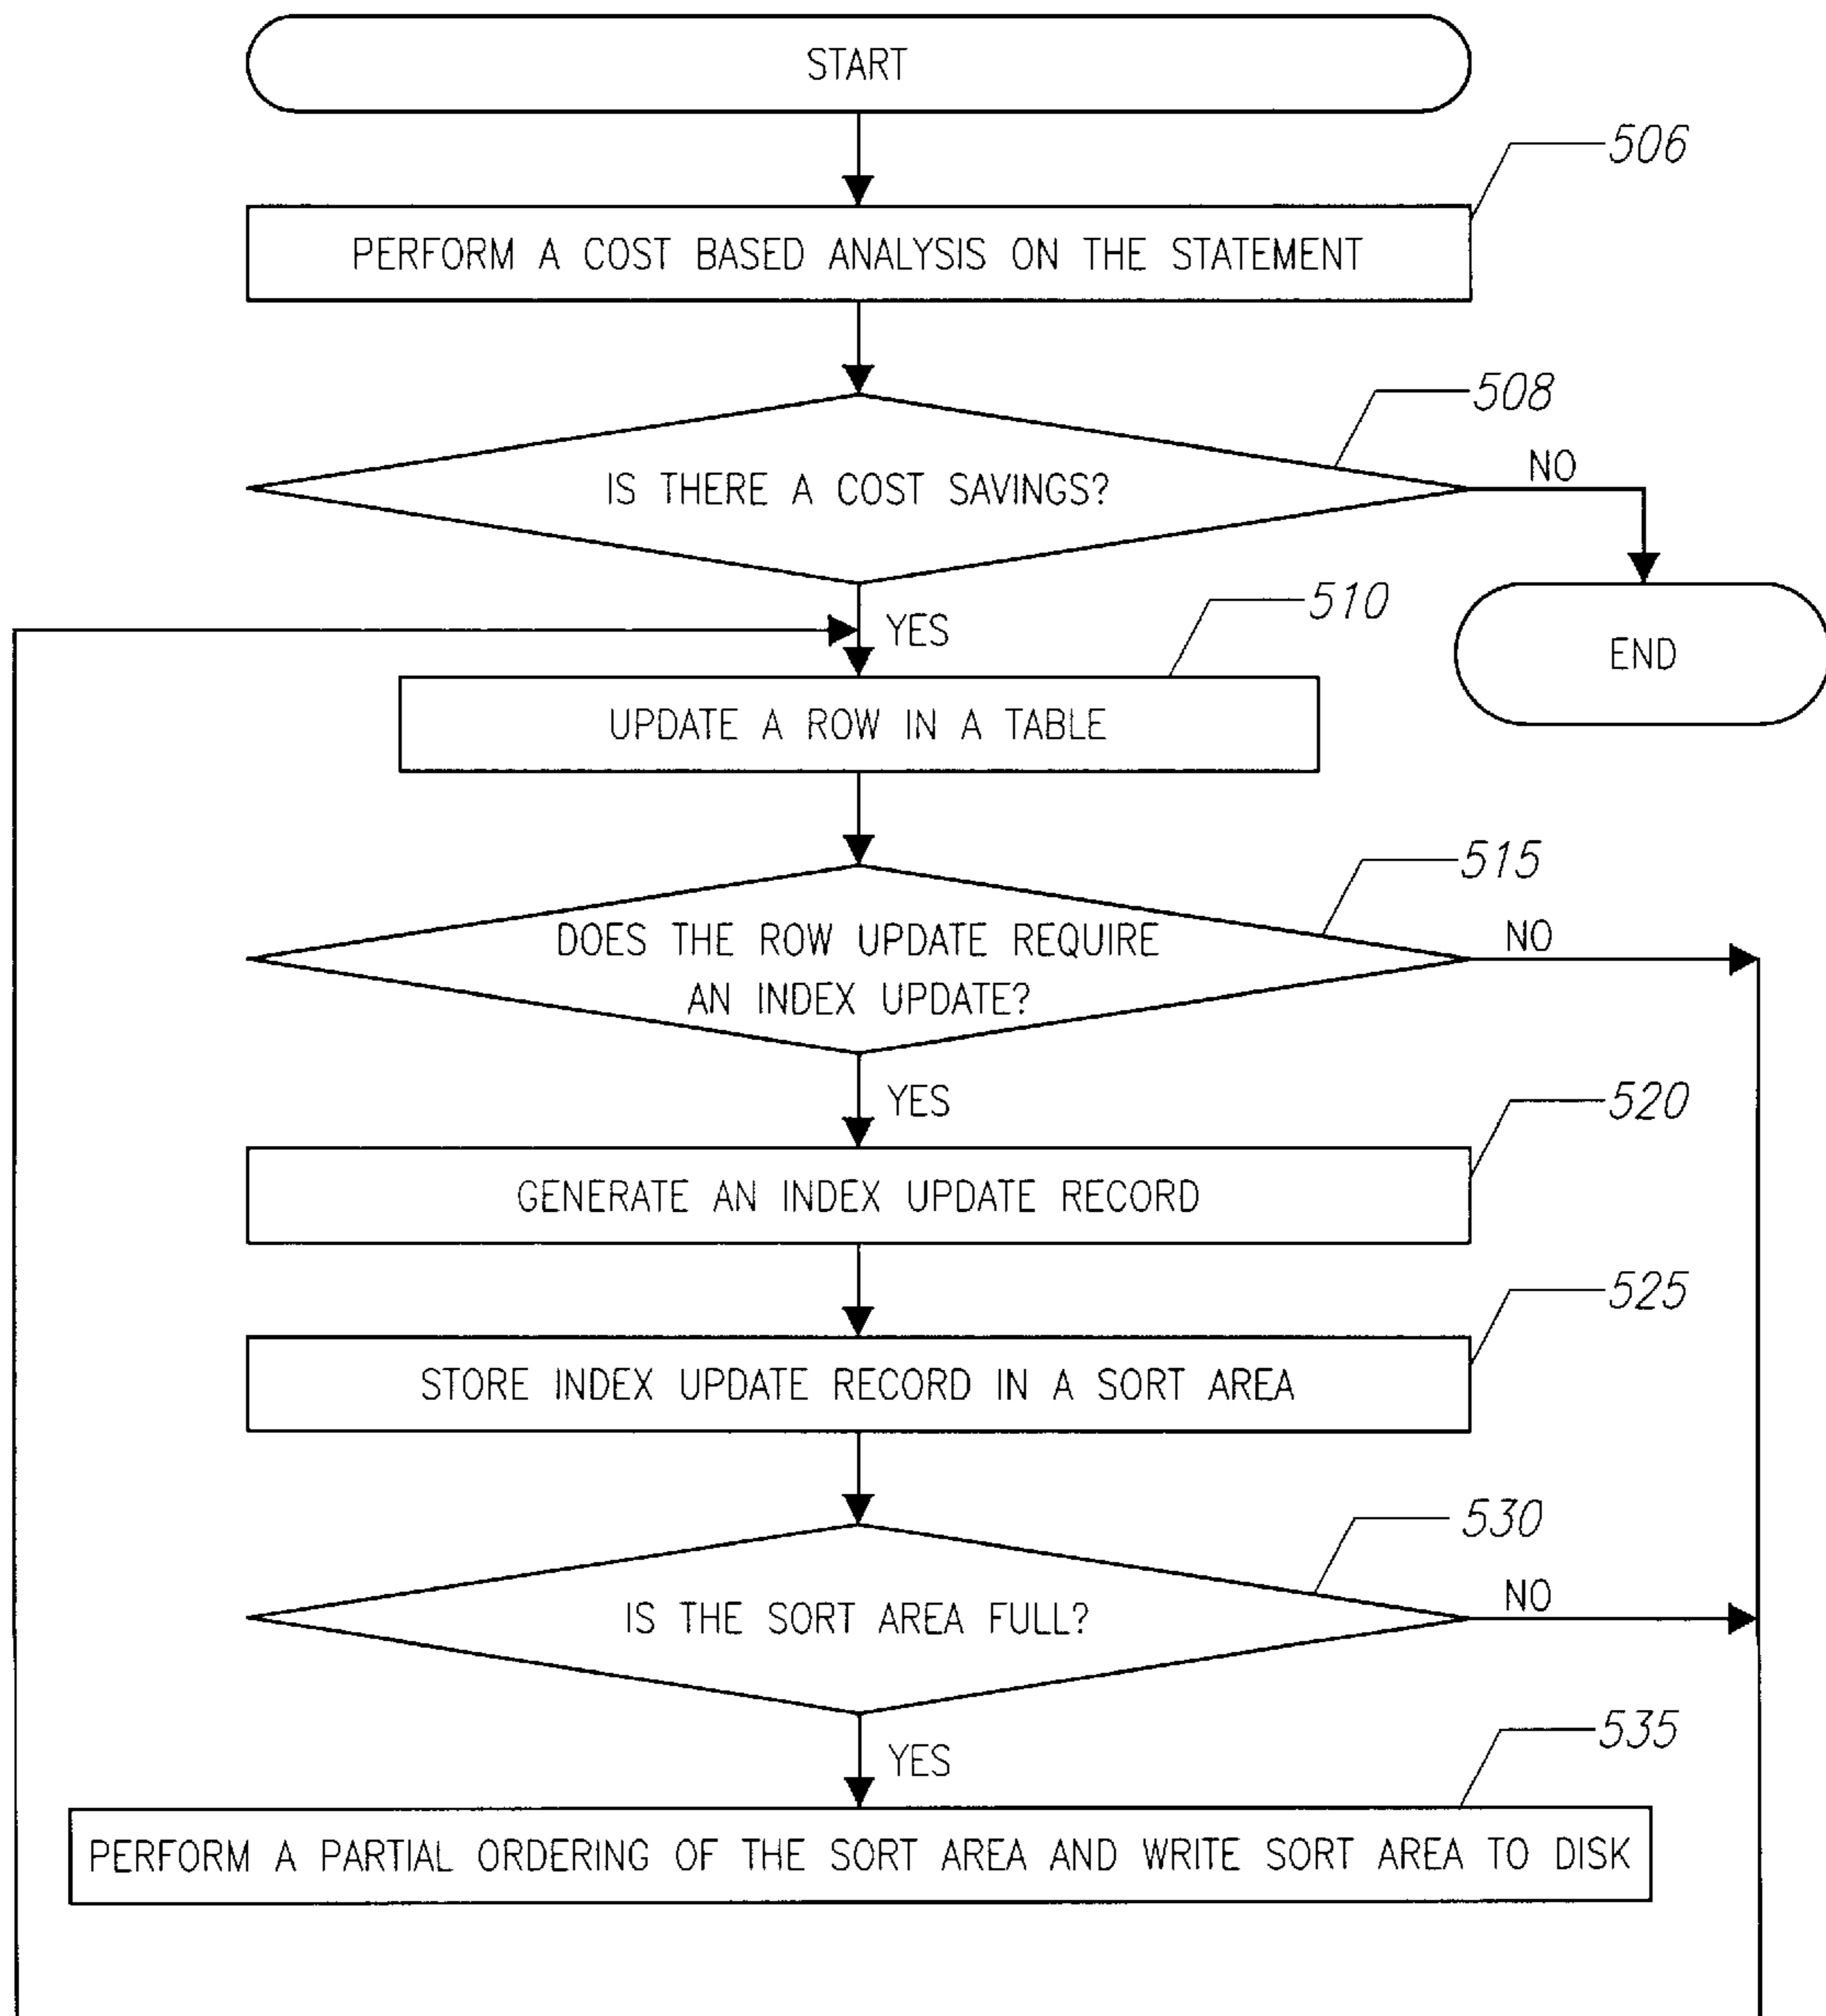 START
506
PERFORM A COST BASED ANALYSIS ON THE STATEMENT
508
IS THERE A COST SAVINGS?
NO
YES
510
END
UPDATE A ROW IN A TABLE
515
DOES THE ROW UPDATE REQUIRE
AN INDEX UPDATE?
NO
YES
520
GENERATE AN INDEX UPDATE RECORD
525
STORE INDEX UPDATE RECORD IN A SORT AREA
530
IS THE SORT AREA FULL?
NO
YES
535
PERFORM A PARTIAL ORDERING OF THE SORT AREA AND WRITE SORT AREA TO DISK